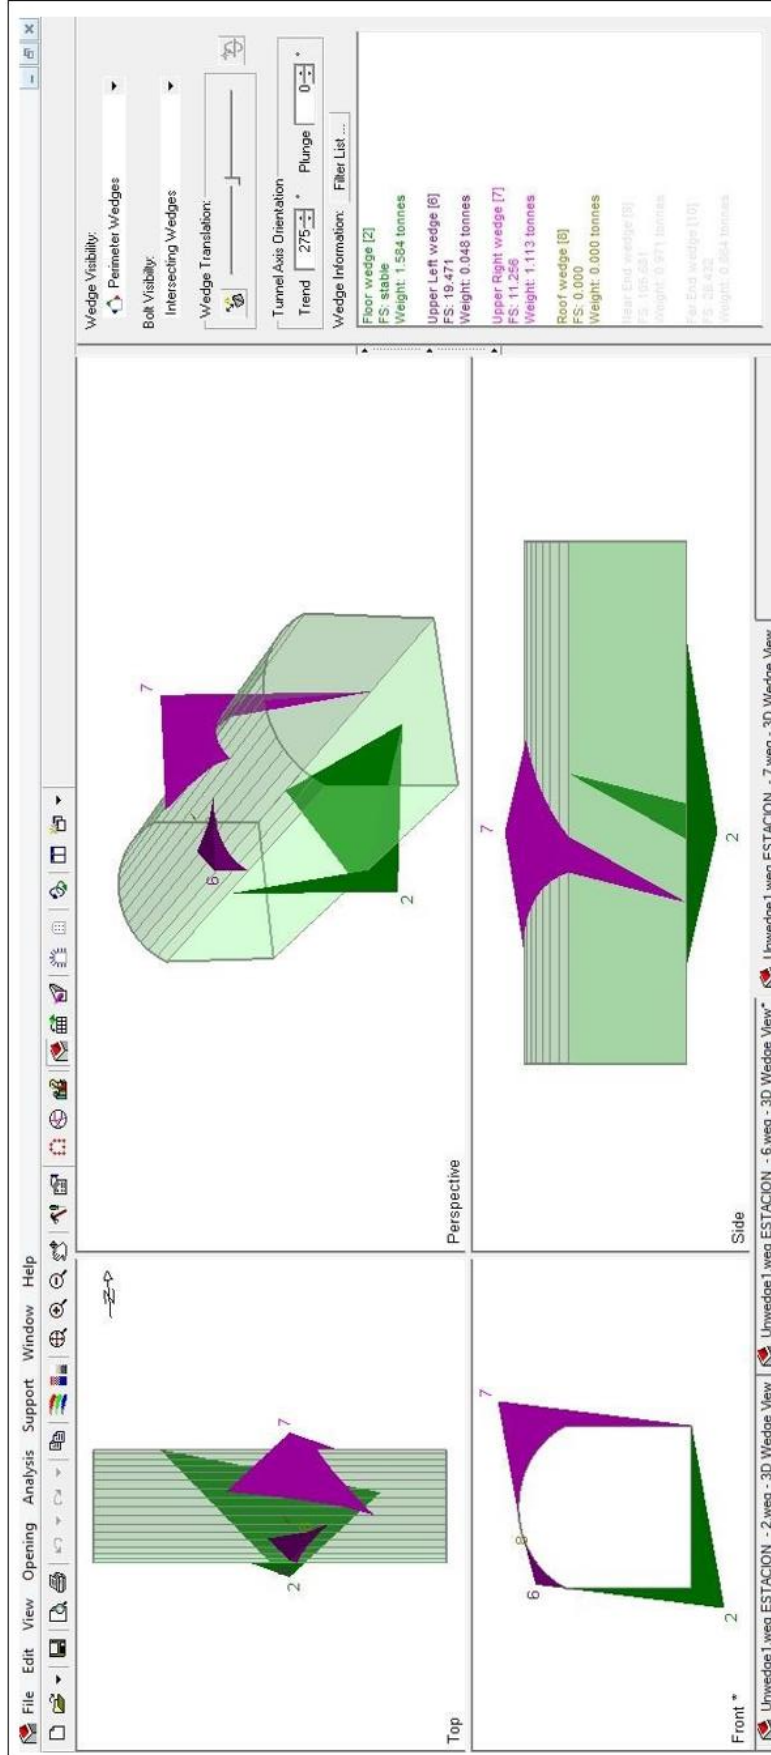 File Edit View Opening Analysis Support Window Help
Top
2
7
Perspective
7
6
2
Front *
8
7
6
2
Side
7
2
Wedge Visibility:
Perimeter Wedges
Bolt Visibilty:
Intersecting Wedges
Wedge Translation:
Tunnel Axis Orientation
Trend 275 ° Plunge 0 °
Wedge Information: Filter List ...
Floor wedge [2]
FS: stable
Weight: 1.584 tonnes
Upper Left wedge [6]
FS: 19.471
Weight: 0.048 tonnes
Upper Right wedge [7]
FS: 11.256
Weight: 1.113 tonnes
Roof wedge [8]
FS: 0.000
Weight: 0.000 tonnes
Near End wedge [9]
Weight: 0.971 tonnes
Far End wedge [10]
Unwedge1.weg ESTACION - 2.weg - 3D Wedge View
Unwedge1.weg ESTACION - 6.weg - 3D Wedge View*
Unwedge1.weg ESTACION - 7.weg - 3D Wedge View